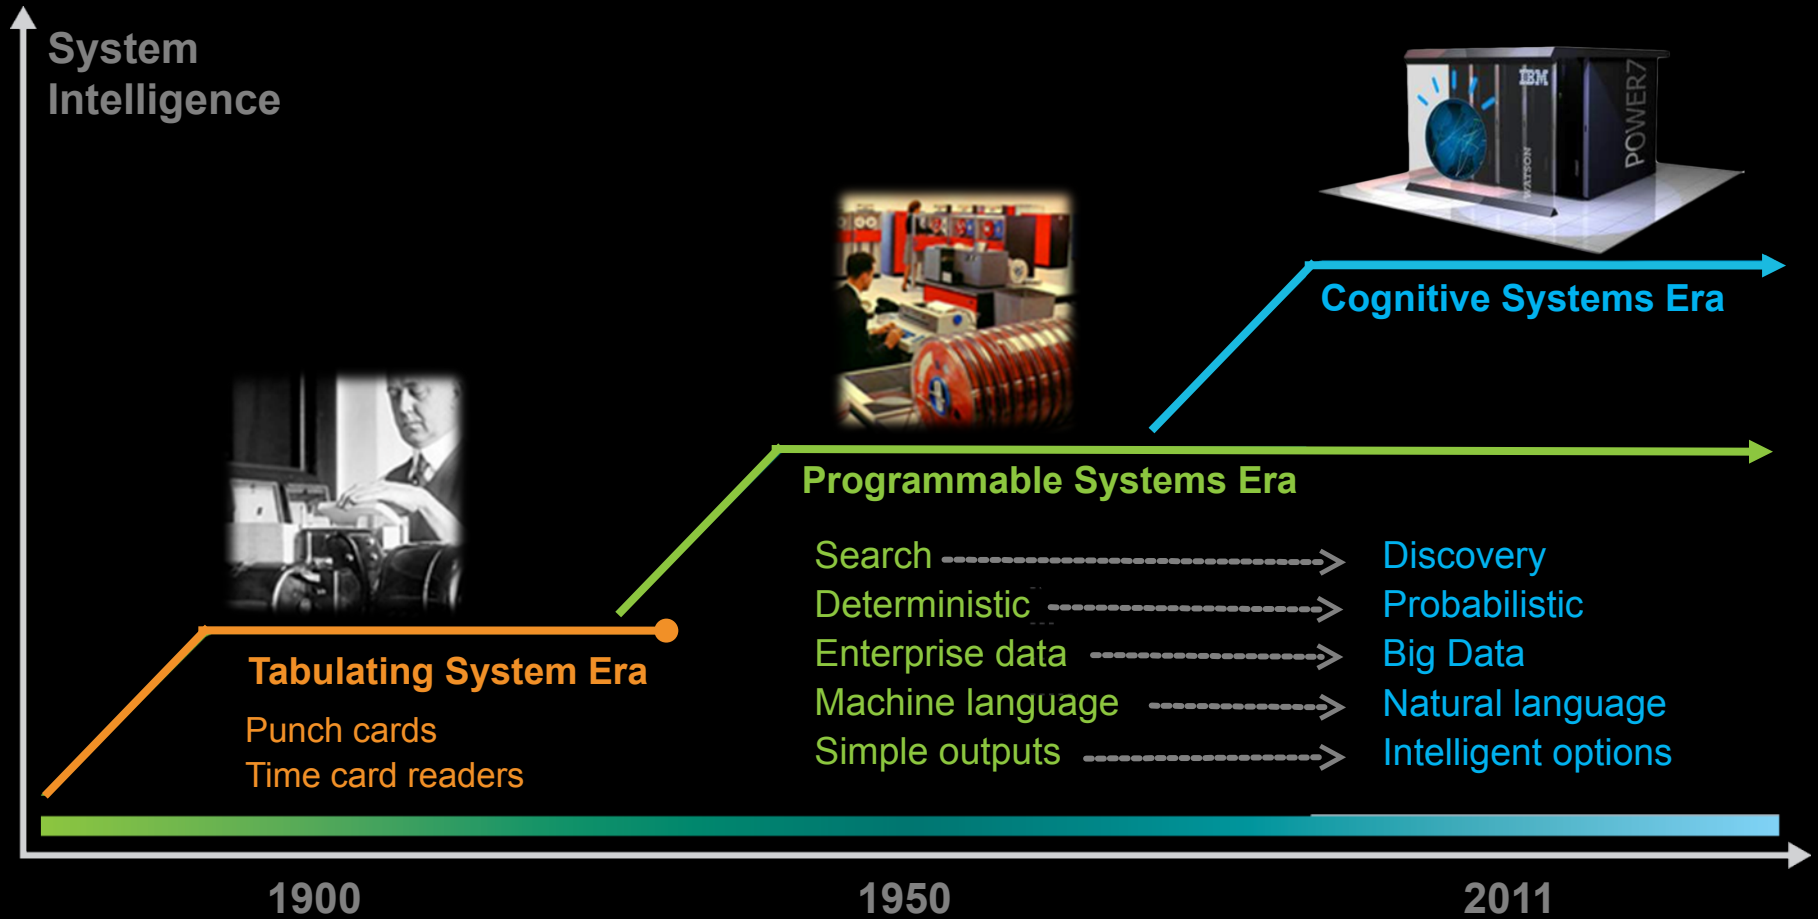 System
Intelligence
IBM
WATSON
POWER7
Cognitive Systems Era
Programmable Systems Era
Search
Discovery
Deterministic
Probabilistic
Enterprise data
Big Data
Machine language
Natural language
Simple outputs
Intelligent options
Tabulating System Era
Punch cards
Time card readers
1900
1950
2011